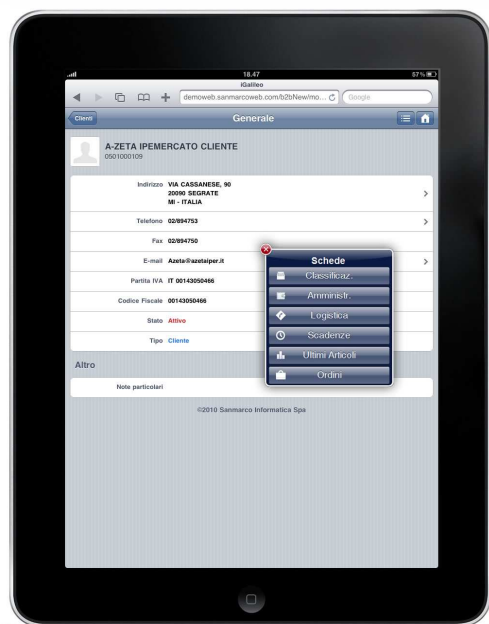 18.47
57%
iGalileo
demoweb.sanmarcoweb.com/b2bNew/mo...
Google
Clienti
Generale
A-ZETA IPEMERCATO CLIENTE
0501000109
Indirizzo VIA CASSANESE, 90
20090 SEGRATE
MI - ITALIA
Telefono 02/894753
Fax 02/894750
E-mail Azeta@azetaiper.it
Partita IVA IT 00143050466
Codice Fiscale 00143050466
Stato Attivo
Tipo Cliente
Schede
Classificaz.
Amministr.
Logistica
Scadenze
Ultimi Articoli
Ordini
Altro
Note particolari
©2010 Sanmarco Informatica Spa